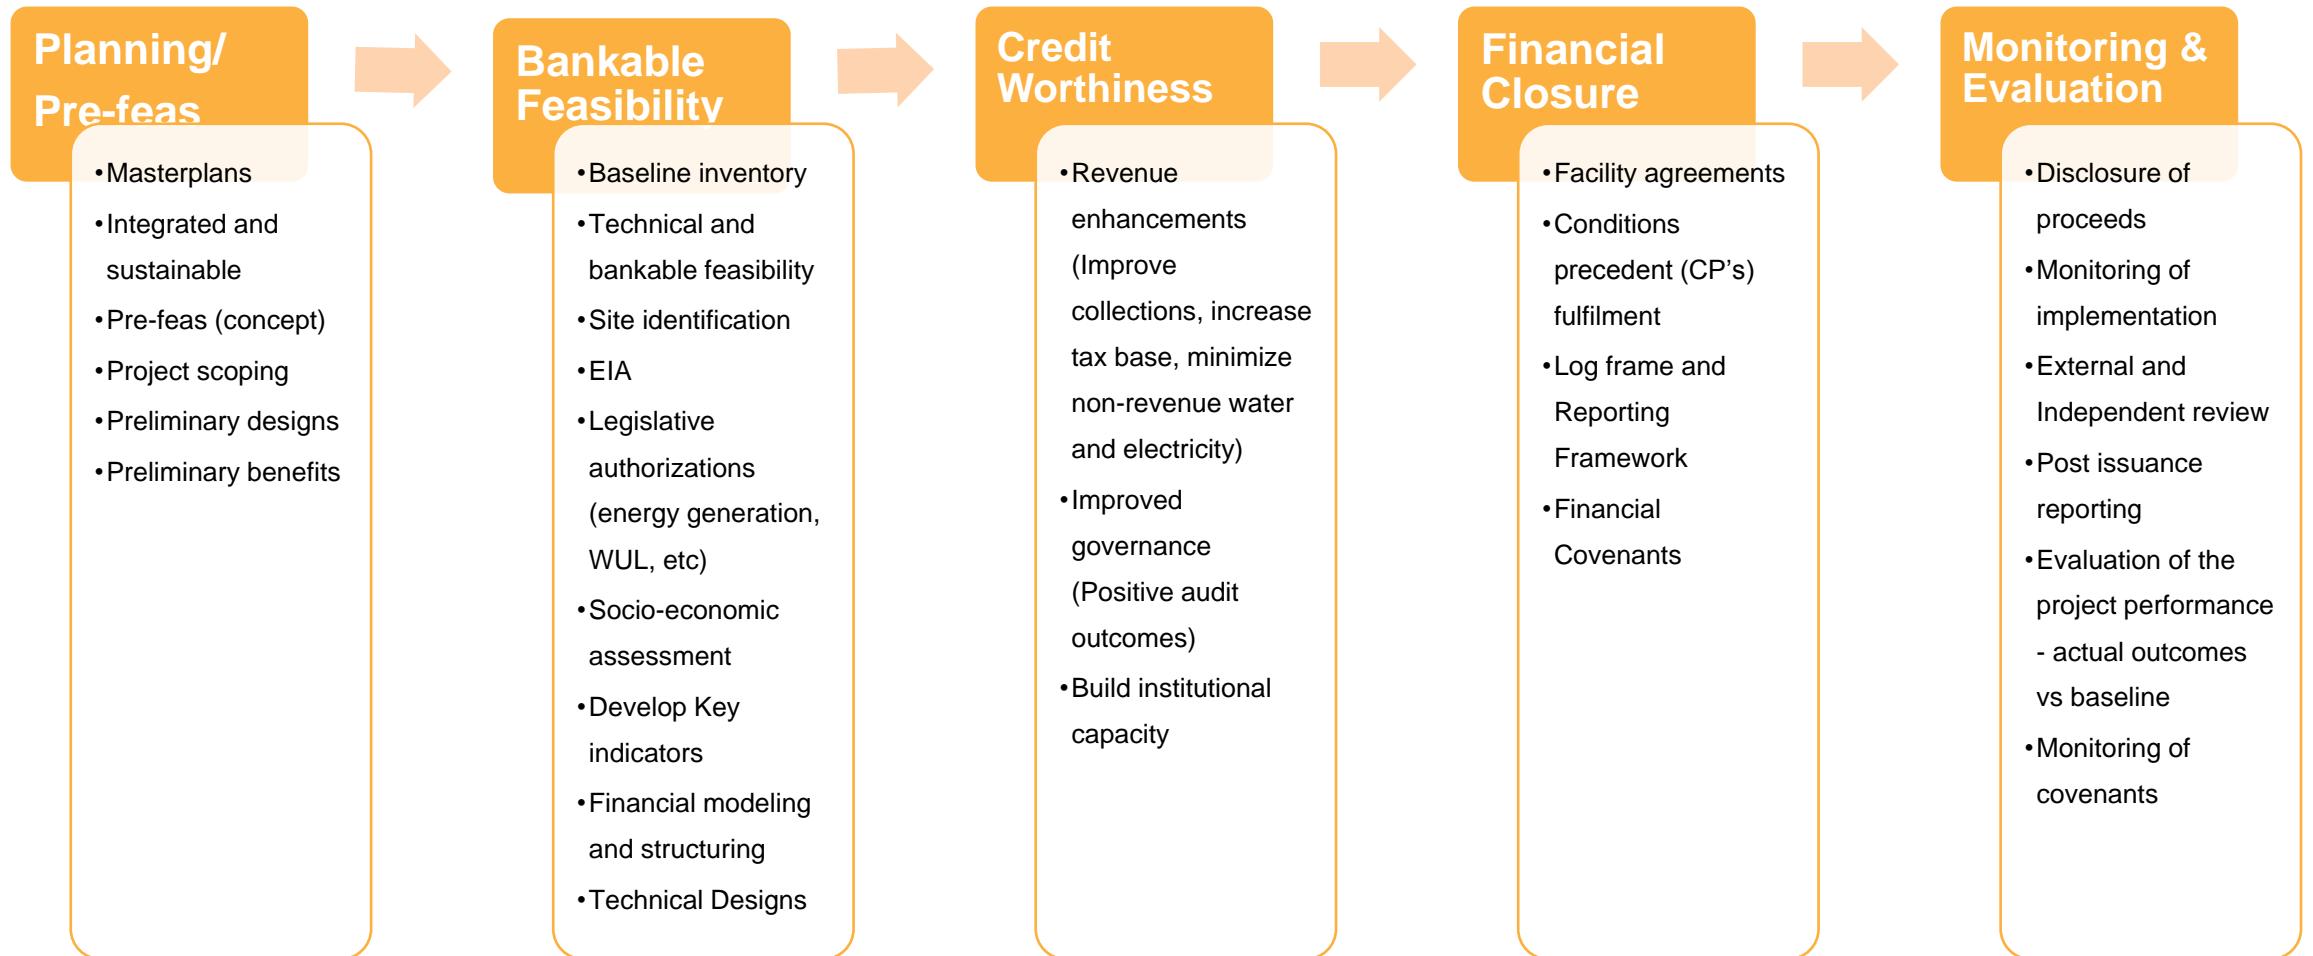 Planning/
Pre-feas
•Masterplans
•Integrated and
sustainable
•Pre-feas (concept)
•Project scoping
•Preliminary designs
•Preliminary benefits
Bankable
Feasibility
•Baseline inventory
•Technical and
bankable feasibility
•Site identification
•EIA
•Legislative
authorizations
(energy generation,
WUL, etc)
•Socio-economic
assessment
•Develop Key
indicators
•Financial modeling
and structuring
•Technical Designs
Credit
Worthiness
•Revenue
enhancements
(Improve
collections, increase
tax base, minimize
non-revenue water
and electricity)
•Improved
governance
(Positive audit
outcomes)
•Build institutional
capacity
Financial
Closure
•Facility agreements
•Conditions
precedent (CP’s)
fulfilment
•Log frame and
Reporting
Framework
•Financial
Covenants
Monitoring &
Evaluation
•Disclosure of
proceeds
•Monitoring of
implementation
•External and
Independent review
•Post issuance
reporting
•Evaluation of the
project performance
- actual outcomes
vs baseline
•Monitoring of
covenants